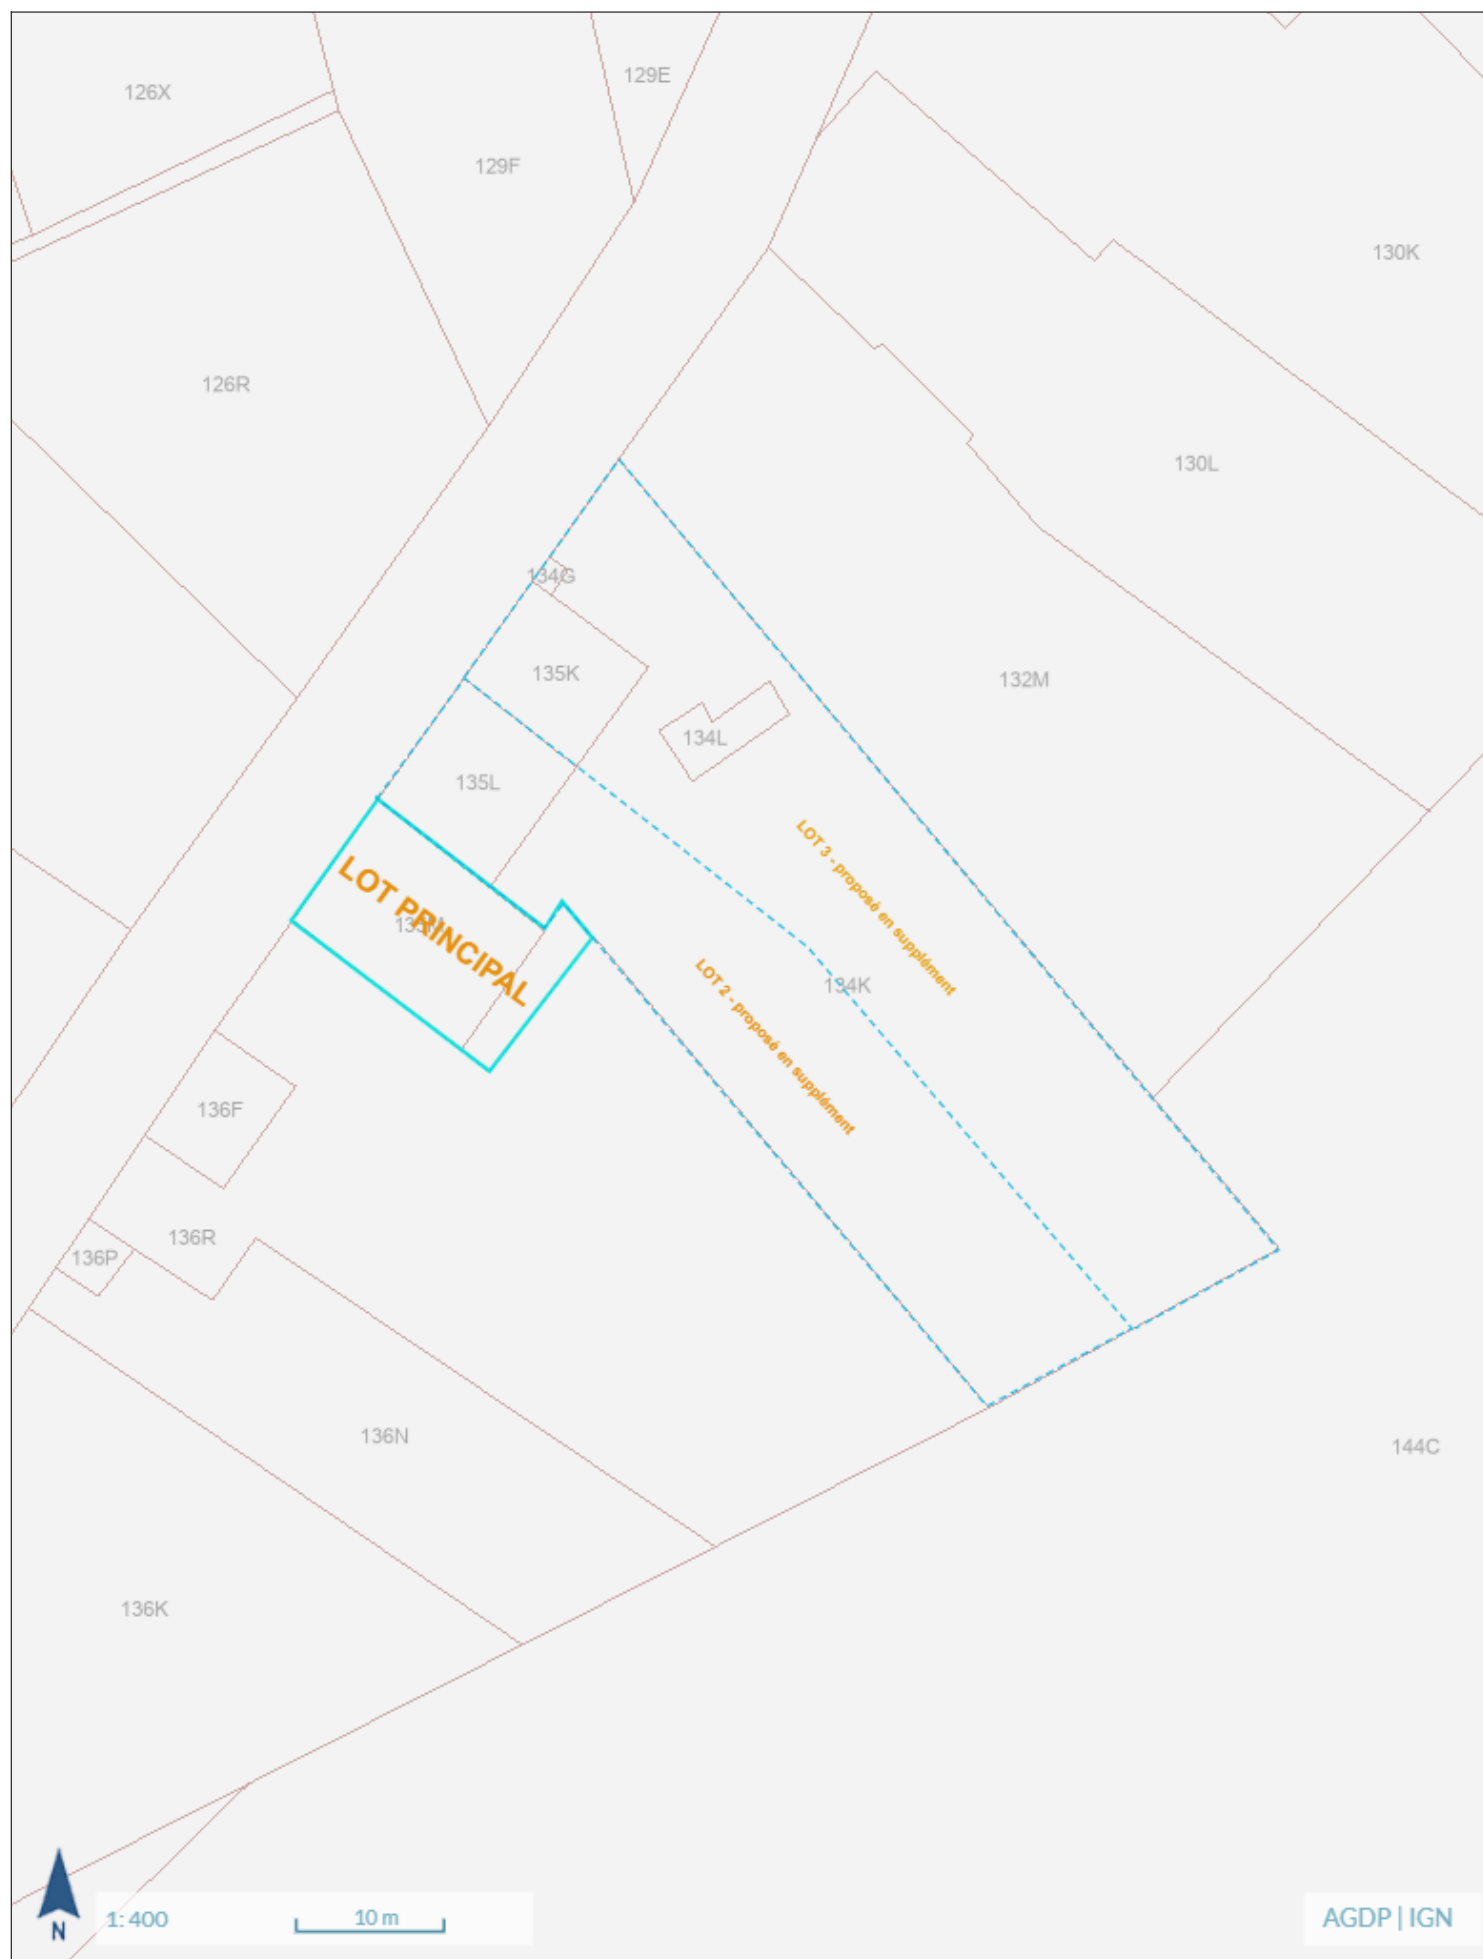 126X
129E
129F
130K
126R
130L
134G
135K
132M
134L
135L
LOT 3 - proposé en supplément
LOT PRINCIPAL
134K
LOT 2 - proposé en supplément
136F
136R
136P
136N
144C
136K
N
1: 400
10 m
AGDP | IGN